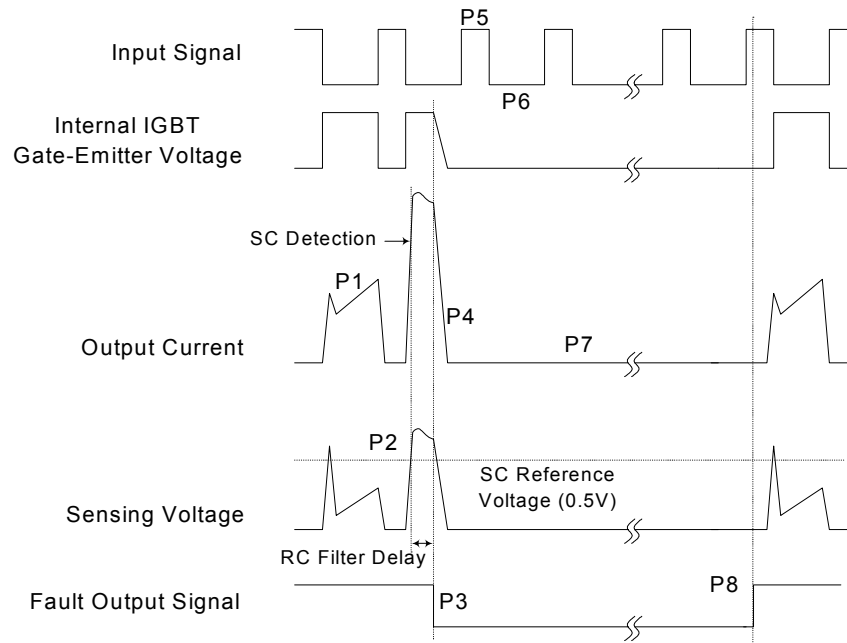 P5
Input Signal
P6
Internal IGBT
Gate-Emitter Voltage
SC Detection
P1
P4
Output Current
P7
P2
SC Reference
Voltage (0.5V)
Sensing Voltage
RC Filter Delay
P8
Fault Output Signal
P3